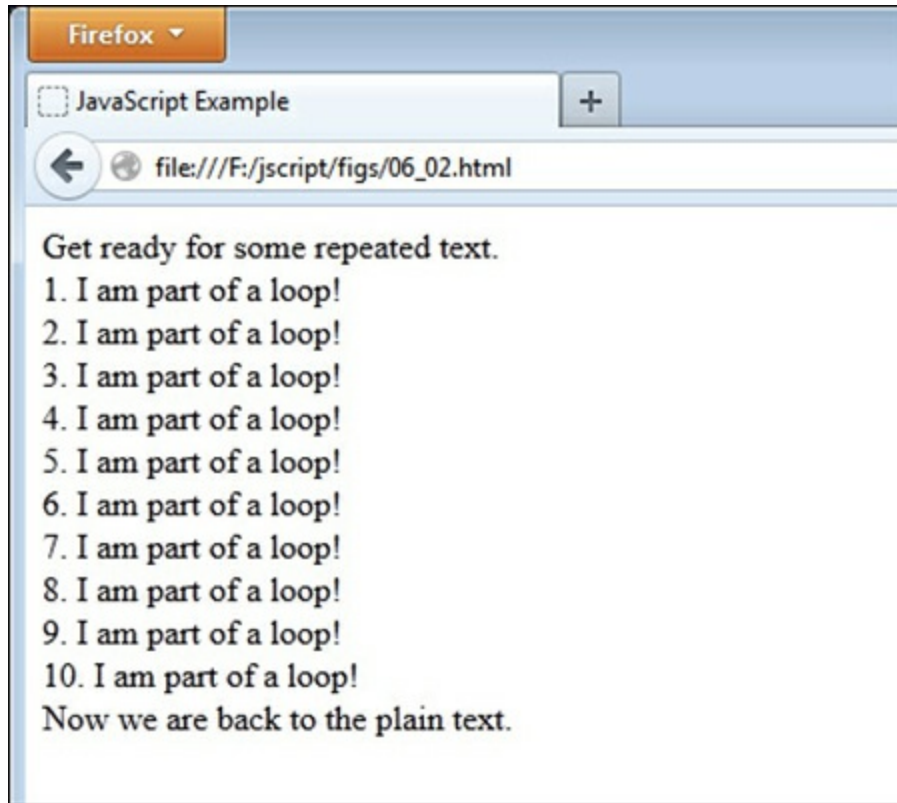 Firefox
JavaScript Example
file:///F:/jscript/figs/06_02.html
Get ready for some repeated text.
1. I am part of a loop!
2. I am part of a loop!
3. I am part of a loop!
4. I am part of a loop!
5. I am part of a loop!
6. I am part of a loop!
7. I am part of a loop!
8. I am part of a loop!
9. I am part of a loop!
10. I am part of a loop!
Now we are back to the plain text.